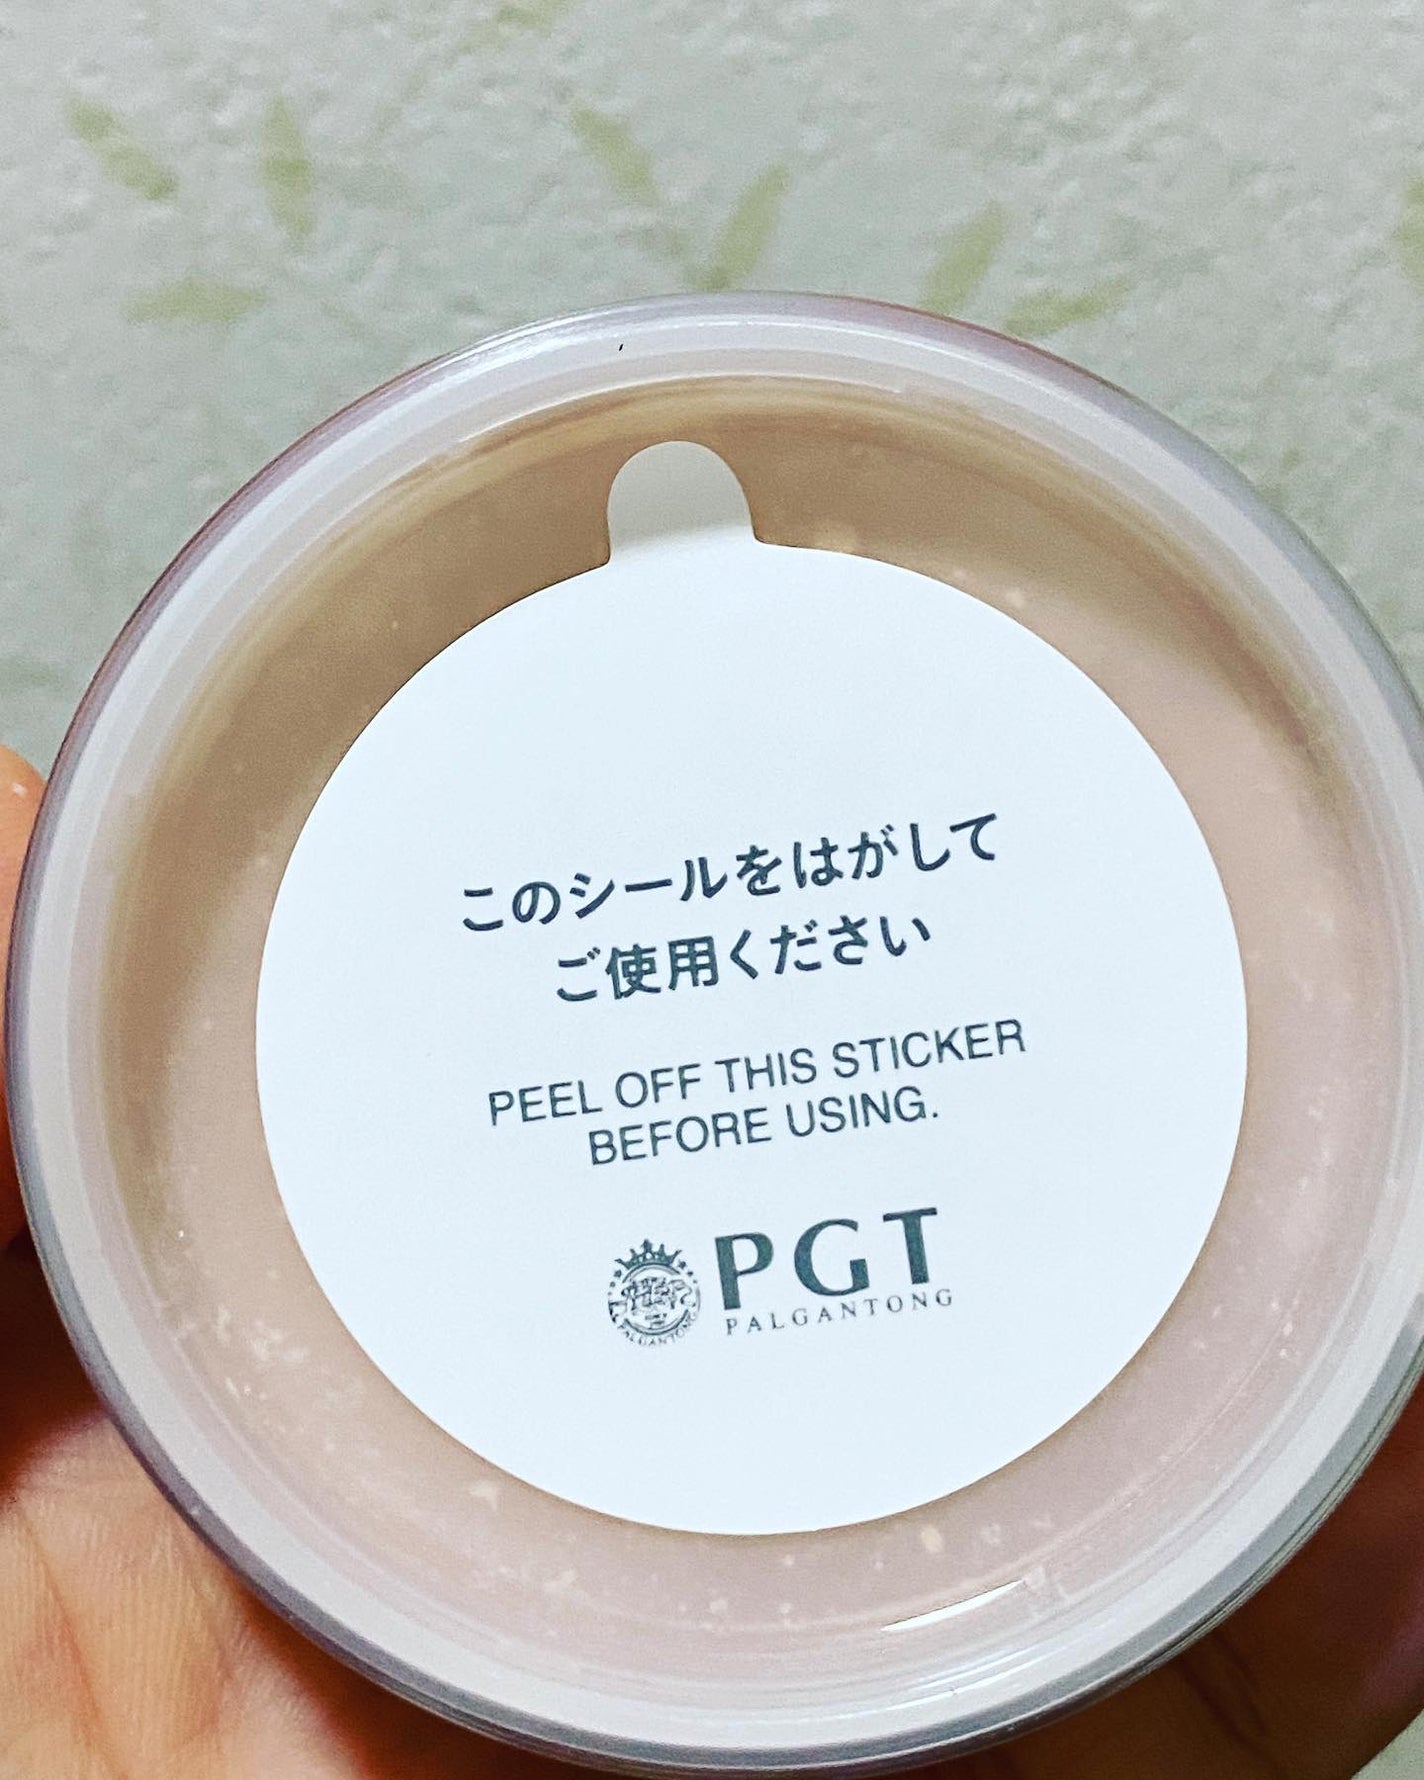 このシールをはがして
ご使用ください
PEEL OFF THIS STICKER
BEFORE USING.
PGT
PALGANTONG
PALGANTONG